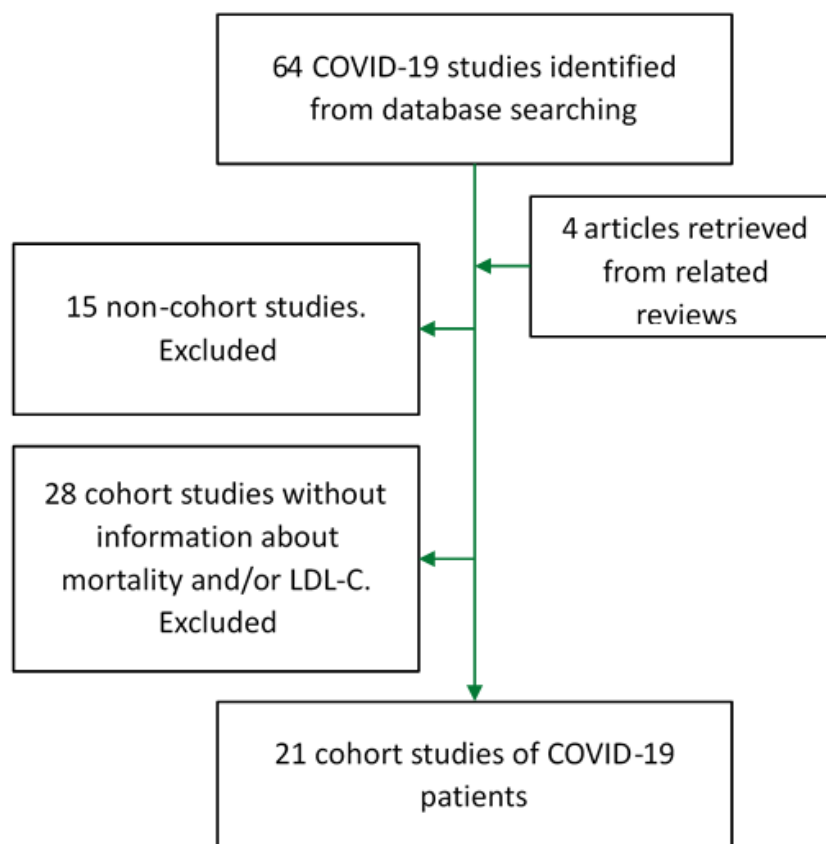 64 COVID-19 studies identified
from database searching
4 articles retrieved
from related
reviews
15 non-cohort studies.
Excluded
28 cohort studies without
information about
mortality and/or LDL-C.
Excluded
21 cohort studies of COVID-19
patients